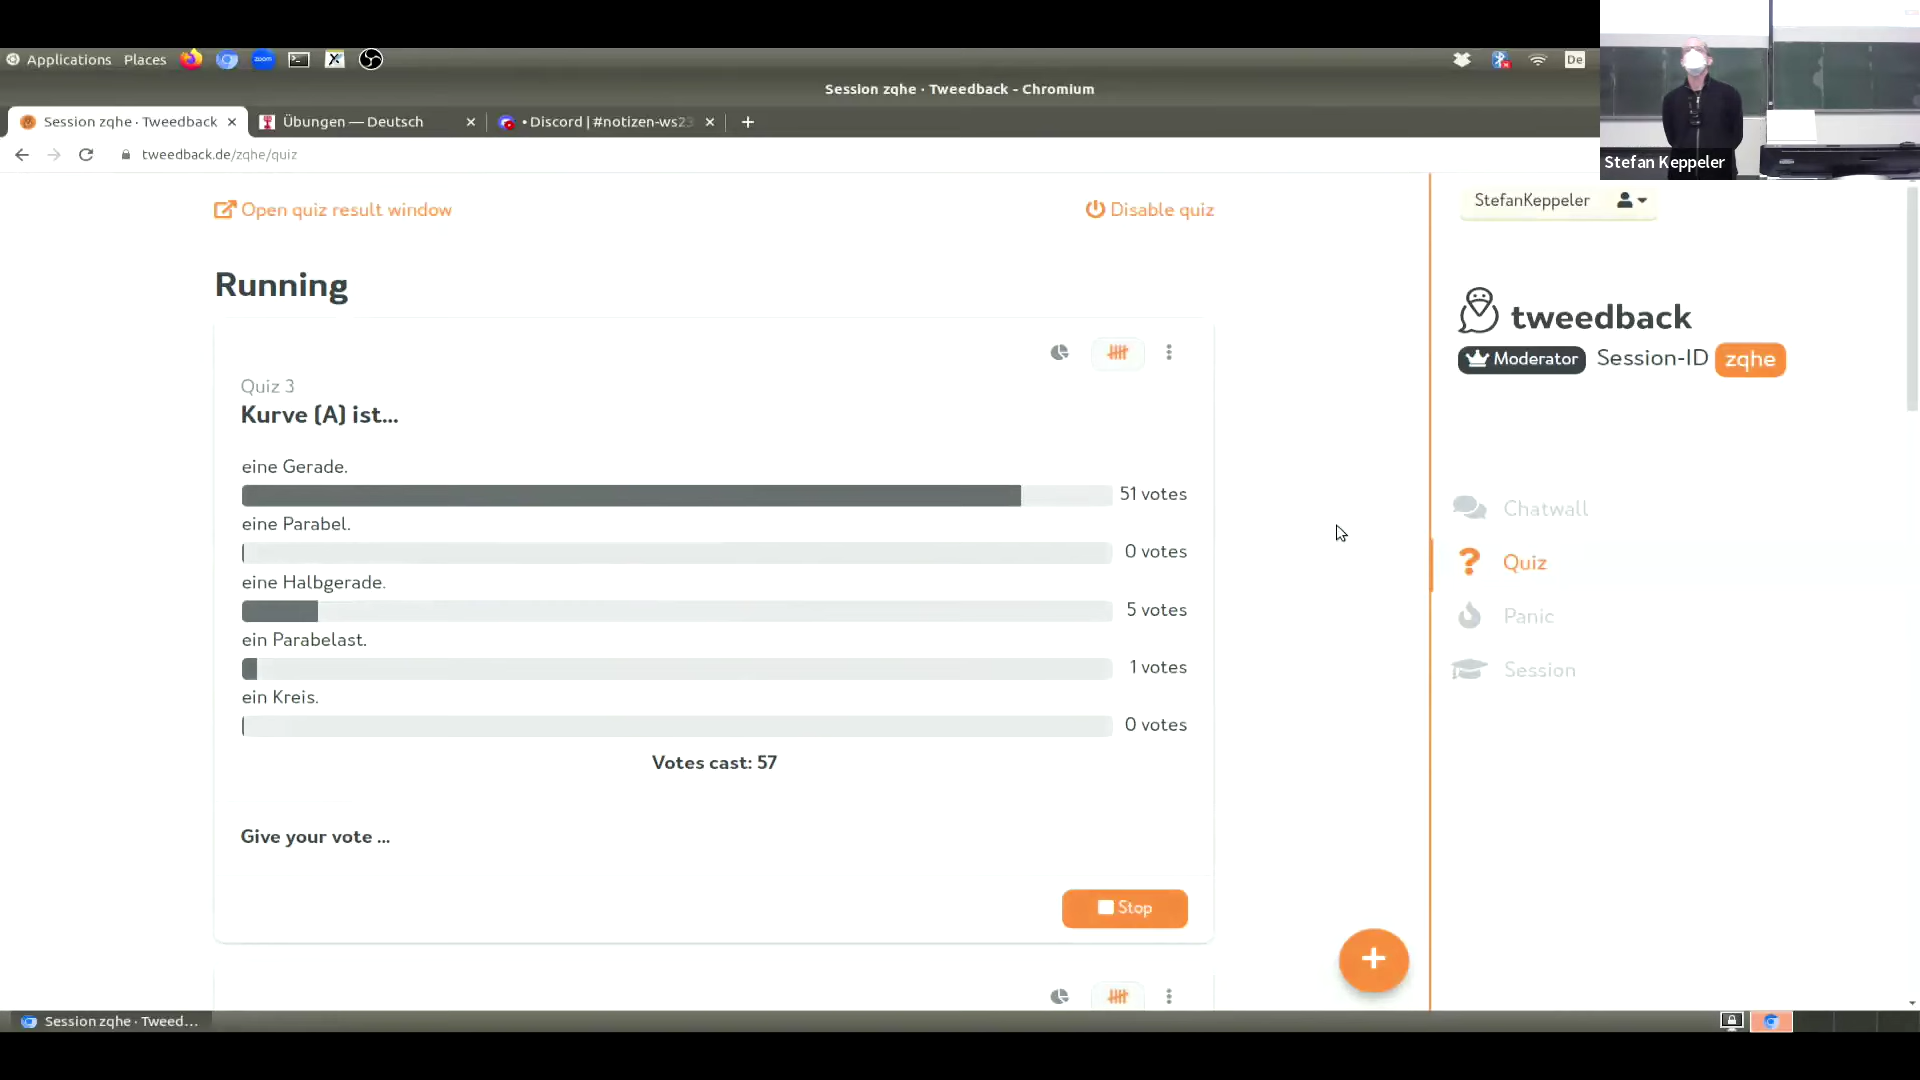 Applications Places zoom De
Session zqhe · Tweedback - Chromium
Session zqhe · Tweedback × Übungen — Deutsch × • Discord | #notizen-ws23 × +
tweedback.de/zqhe/quiz
Stefan Keppeler
Open quiz result window
Disable quiz
Running
Quiz 3
Kurve (A) ist...
eine Gerade.
51 votes
eine Parabel.
0 votes
eine Halbgerade.
5 votes
ein Parabelast.
1 votes
ein Kreis.
0 votes
Votes cast: 57
Give your vote ...
Stop
StefanKeppeler
tweedback
Moderator Session-ID zqhe
Chatwall
Quiz
Panic
Session
Session zqhe · Tweed...